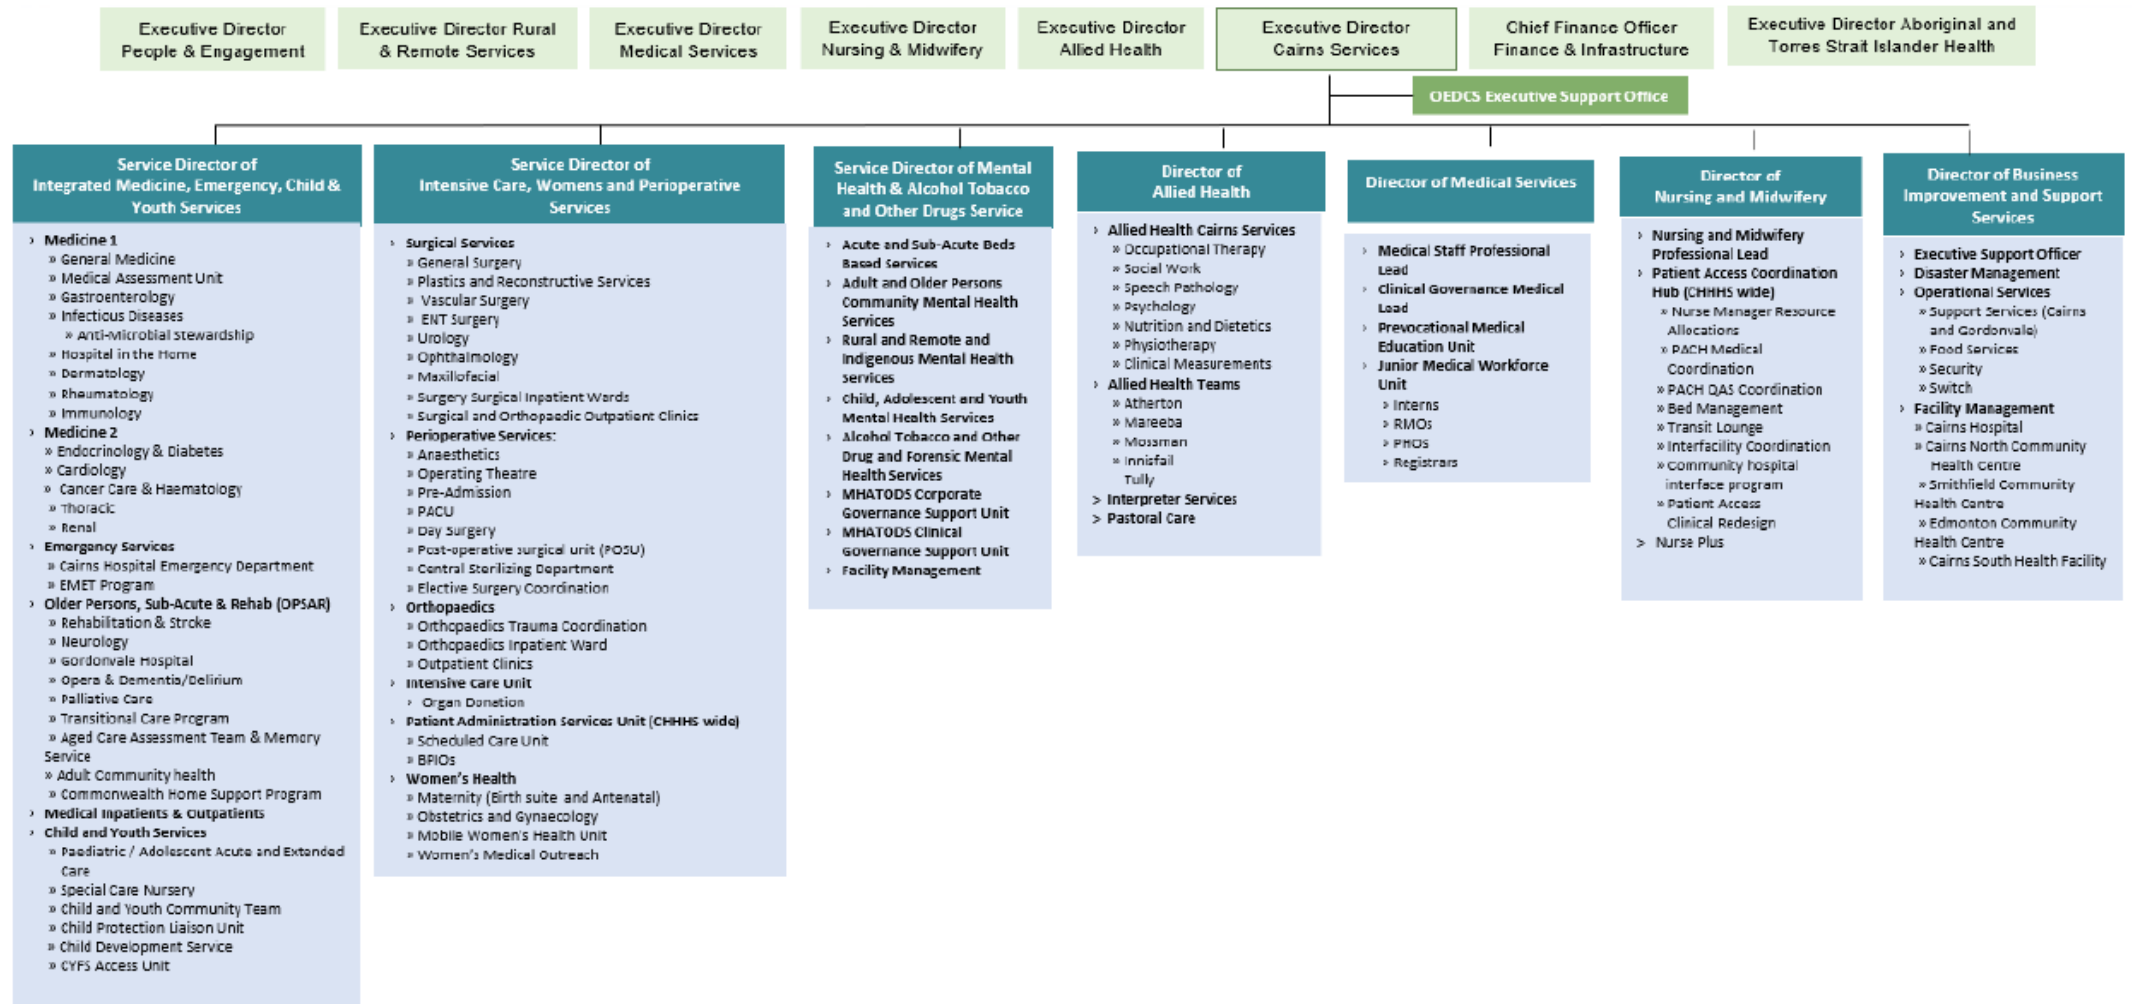 Executive Director
People & Engagement
Executive Director Rural
& Remote Services
Executive Director
Medical Services
Executive Director
Nursing & Midwifery
Executive Director
Allied Health
Executive Director
Cairns Services
Chief Finance Officer
Finance & Infrastructure
Executive Director Aboriginal and
Torres Strait Islander Health
OEDCS Executive Support Office
Service Director of
Integrated Medicine, Emergency, Child &
Youth Services
› Medicine 1
» General Medicine
» Medical Assessment Unit
» Gastroenterology
» Infectious Diseases
» Anti-Microbial Stewardship
» Hospital in the Home
» Dermatology
» Rheumatology
» Immunology
› Medicine 2
» Endocrinology & Diabetes
» Cardiology
» Cancer Care & Haematology
» Thoracic
» Renal
› Emergency Services
» Cairns Hospital Emergency Department
» EMET Program
› Older Persons, Sub-Acute & Rehab (OPSAR)
» Rehabilitation & Stroke
» Neurology
» Gordonvale Hospital
» Opera & Dementia/Delirium
» Palliative Care
» Transitional Care Program
» Aged Care Assessment Team & Memory
Service
» Adult Community health
» Commonwealth Home Support Program
› Medical Inpatients & Outpatients
› Child and Youth Services
» Paediatric / Adolescent Acute and Extended
Care
» Special Care Nursery
» Child and Youth Community Team
» Child Protection Liaison Unit
» Child Development Service
» CYFS Access Unit
Service Director of
Intensive Care, Womens and Perioperative
Services
› Surgical Services
» General Surgery
» Plastics and Reconstructive Services
» Vascular Surgery
» ENT Surgery
» Urology
» Ophthalmology
» Maxillofacial
» Surgery Surgical Inpatient Wards
» Surgical and Orthopaedic Outpatient Clinics
› Perioperative Services:
» Anaesthetics
» Operating Theatre
» Pre-Admission
» PACU
» Day Surgery
» Post-operative surgical unit (POSU)
» Central Sterilizing Department
» Elective Surgery Coordination
› Orthopaedics
» Orthopaedics Trauma Coordination
» Orthopaedics Inpatient Ward
» Outpatient Clinics
› Intensive Care Unit
› Organ Donation
› Patient Administration Services Unit (CHHHS wide)
» Scheduled Care Unit
» BPIOs
› Women's Health
» Maternity (Birth suite and Antenatal)
» Obstetrics and Gynaecology
» Mobile Women's Health Unit
» Women's Medical Outreach
Service Director of Mental
Health & Alcohol Tobacco
and Other Drugs Service
› Acute and Sub-Acute Beds
Based Services
› Adult and Older Persons
Community Mental Health
Services
› Rural and Remote and
Indigenous Mental Health
services
› Child, Adolescent and Youth
Mental Health Services
› Alcohol Tobacco and Other
Drug and Forensic Mental
Health Services
› MHATODS Corporate
Governance Support Unit
› MHATODS Clinical
Governance Support Unit
› Facility Management
Director of
Allied Health
› Allied Health Cairns Services
» Occupational Therapy
» Social Work
» Speech Pathology
» Psychology
» Nutrition and Dietetics
» Physiotherapy
» Clinical Measurements
› Allied Health Teams
» Atherton
» Mareeba
» Mossman
» Innisfail
Tully
> Interpreter Services
> Pastoral Care
Director of Medical Services
› Medical Staff Professional
Lead
› Clinical Governance Medical
Lead
› Prevocational Medical
Education Unit
› Junior Medical Workforce
Unit
› Interns
› RMOs
› PHOS
› Registrars
Director of
Nursing and Midwifery
› Nursing and Midwifery
Professional Lead
› Patient Access Coordination
Hub (CHHHS wide)
» Nurse Manager Resource
Allocations
» PACH Medical
Coordination
» PACH QAS Coordination
» Bed Management
» Transit Lounge
» Interfacility Coordination
» Community hospital
interface program
» Patient Access
Clinical Redesign
> Nurse Plus
Director of Business
Improvement and Support
Services
› Executive Support Officer
› Disaster Management
› Operational Services
» Support Services (Cairns
and Gordonvale)
» Food Services
» Security
» Switch
› Facility Management
» Cairns Hospital
» Cairns North Community
Health Centre
» Smithfield Community
Health Centre
» Edmonton Community
Health Centre
» Cairns South Health Facility